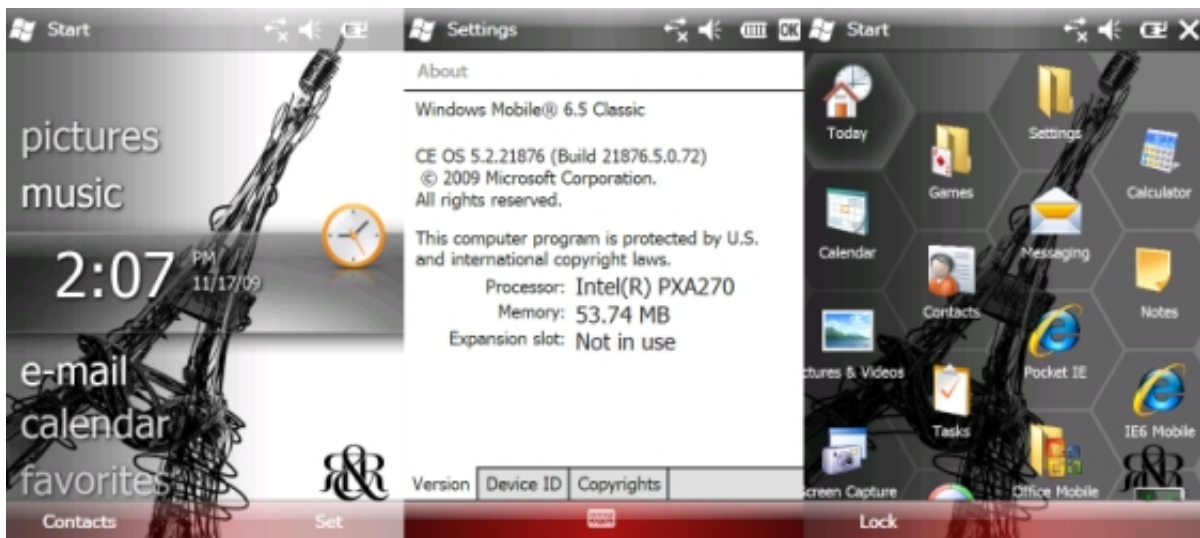 Start
pictures
music
2:07 PM
11/17/09
e-mail
calendar
favorites
Contacts Set
Settings OK
About
Windows Mobile® 6.5 Classic
CE OS 5.2.21876 (Build 21876.5.0.72)
© 2009 Microsoft Corporation.
All rights reserved.
This computer program is protected by U.S.
and international copyright laws.
Processor: Intel(R) PXA270
Memory: 53.74 MB
Expansion slot: Not in use
Version Device ID Copyrights
Start
Today
Settings
Games
Calculator
Calendar
Messaging
Contacts
Notes
ctures & Videos
Pocket IE
Tasks
IE6 Mobile
Screen Capture
Office Mobile
Lock